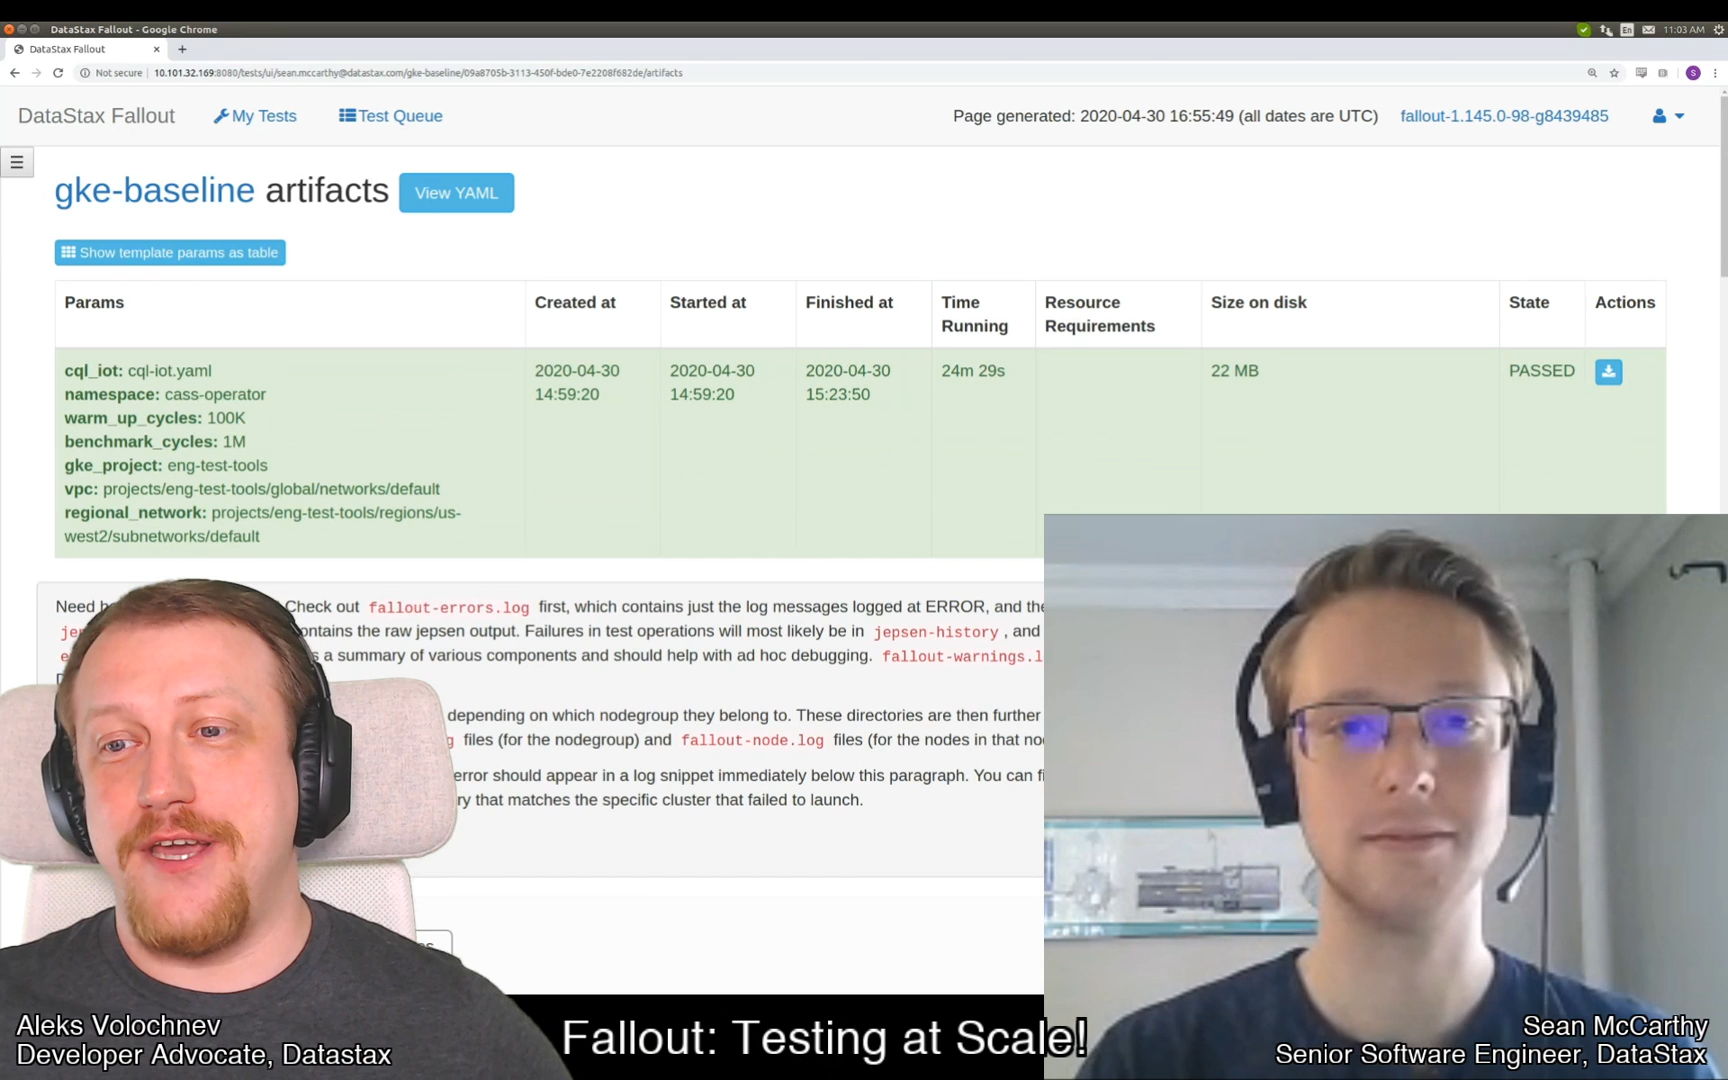 DataStax Fallout - Google Chrome
En 11:03 AM
DataStax Fallout
Not secure 10.101.32.169:8080/tests/ui/sean.mccarthy@datastax.com/gke-baseline/09a8705b-3113-450f-bde0-7e2208f682de/artifacts
S
DataStax Fallout My Tests Test Queue Page generated: 2020-04-30 16:55:49 (all dates are UTC) fallout-1.145.0-98-g8439485
gke-baseline artifacts View YAML
Show template params as table
Params Created at Started at Finished at Time Running Resource Requirements Size on disk State Actions
cql_iot: cql-iot.yaml 2020-04-30 14:59:20 2020-04-30 14:59:20 2020-04-30 15:23:50 24m 29s 22 MB PASSED
namespace: cass-operator
warm_up_cycles: 100K
benchmark_cycles: 1M
gke_project: eng-test-tools
vpc: projects/eng-test-tools/global/networks/default
regional_network: projects/eng-test-tools/regions/us-
west2/subnetworks/default
Need Check out fallout-errors.log first, which contains just the log messages logged at ERROR, and the
contains the raw jepsen output. Failures in test operations will most likely be in jepsen-history, and
s a summary of various components and should help with ad hoc debugging. fallout-warnings.l
depending on which nodegroup they belong to. These directories are then further
g files (for the nodegroup) and fallout-node.log files (for the nodes in that no
error should appear in a log snippet immediately below this paragraph. You can fi
ry that matches the specific cluster that failed to launch.
Aleks Volochnev
Developer Advocate, Datastax
Fallout: Testing at Scale!
Sean McCarthy
Senior Software Engineer, DataStax